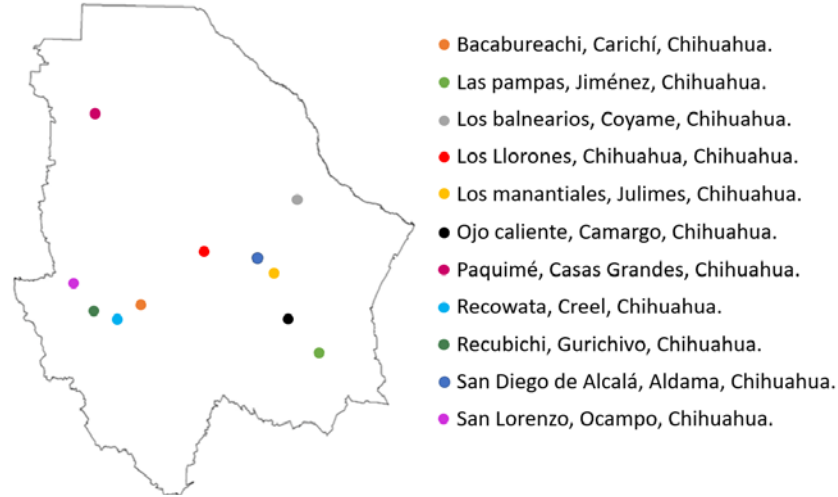 Bacabureachi, Carichí, Chihuahua.
Las pampas, Jiménez, Chihuahua.
Los balnearios, Coyame, Chihuahua.
Los Llorones, Chihuahua, Chihuahua.
Los manantiales, Julimes, Chihuahua.
Ojo caliente, Camargo, Chihuahua.
Paquimé, Casas Grandes, Chihuahua.
Recowata, Creel, Chihuahua.
Recubichi, Gurichivo, Chihuahua.
San Diego de Alcalá, Aldama, Chihuahua.
San Lorenzo, Ocampo, Chihuahua.